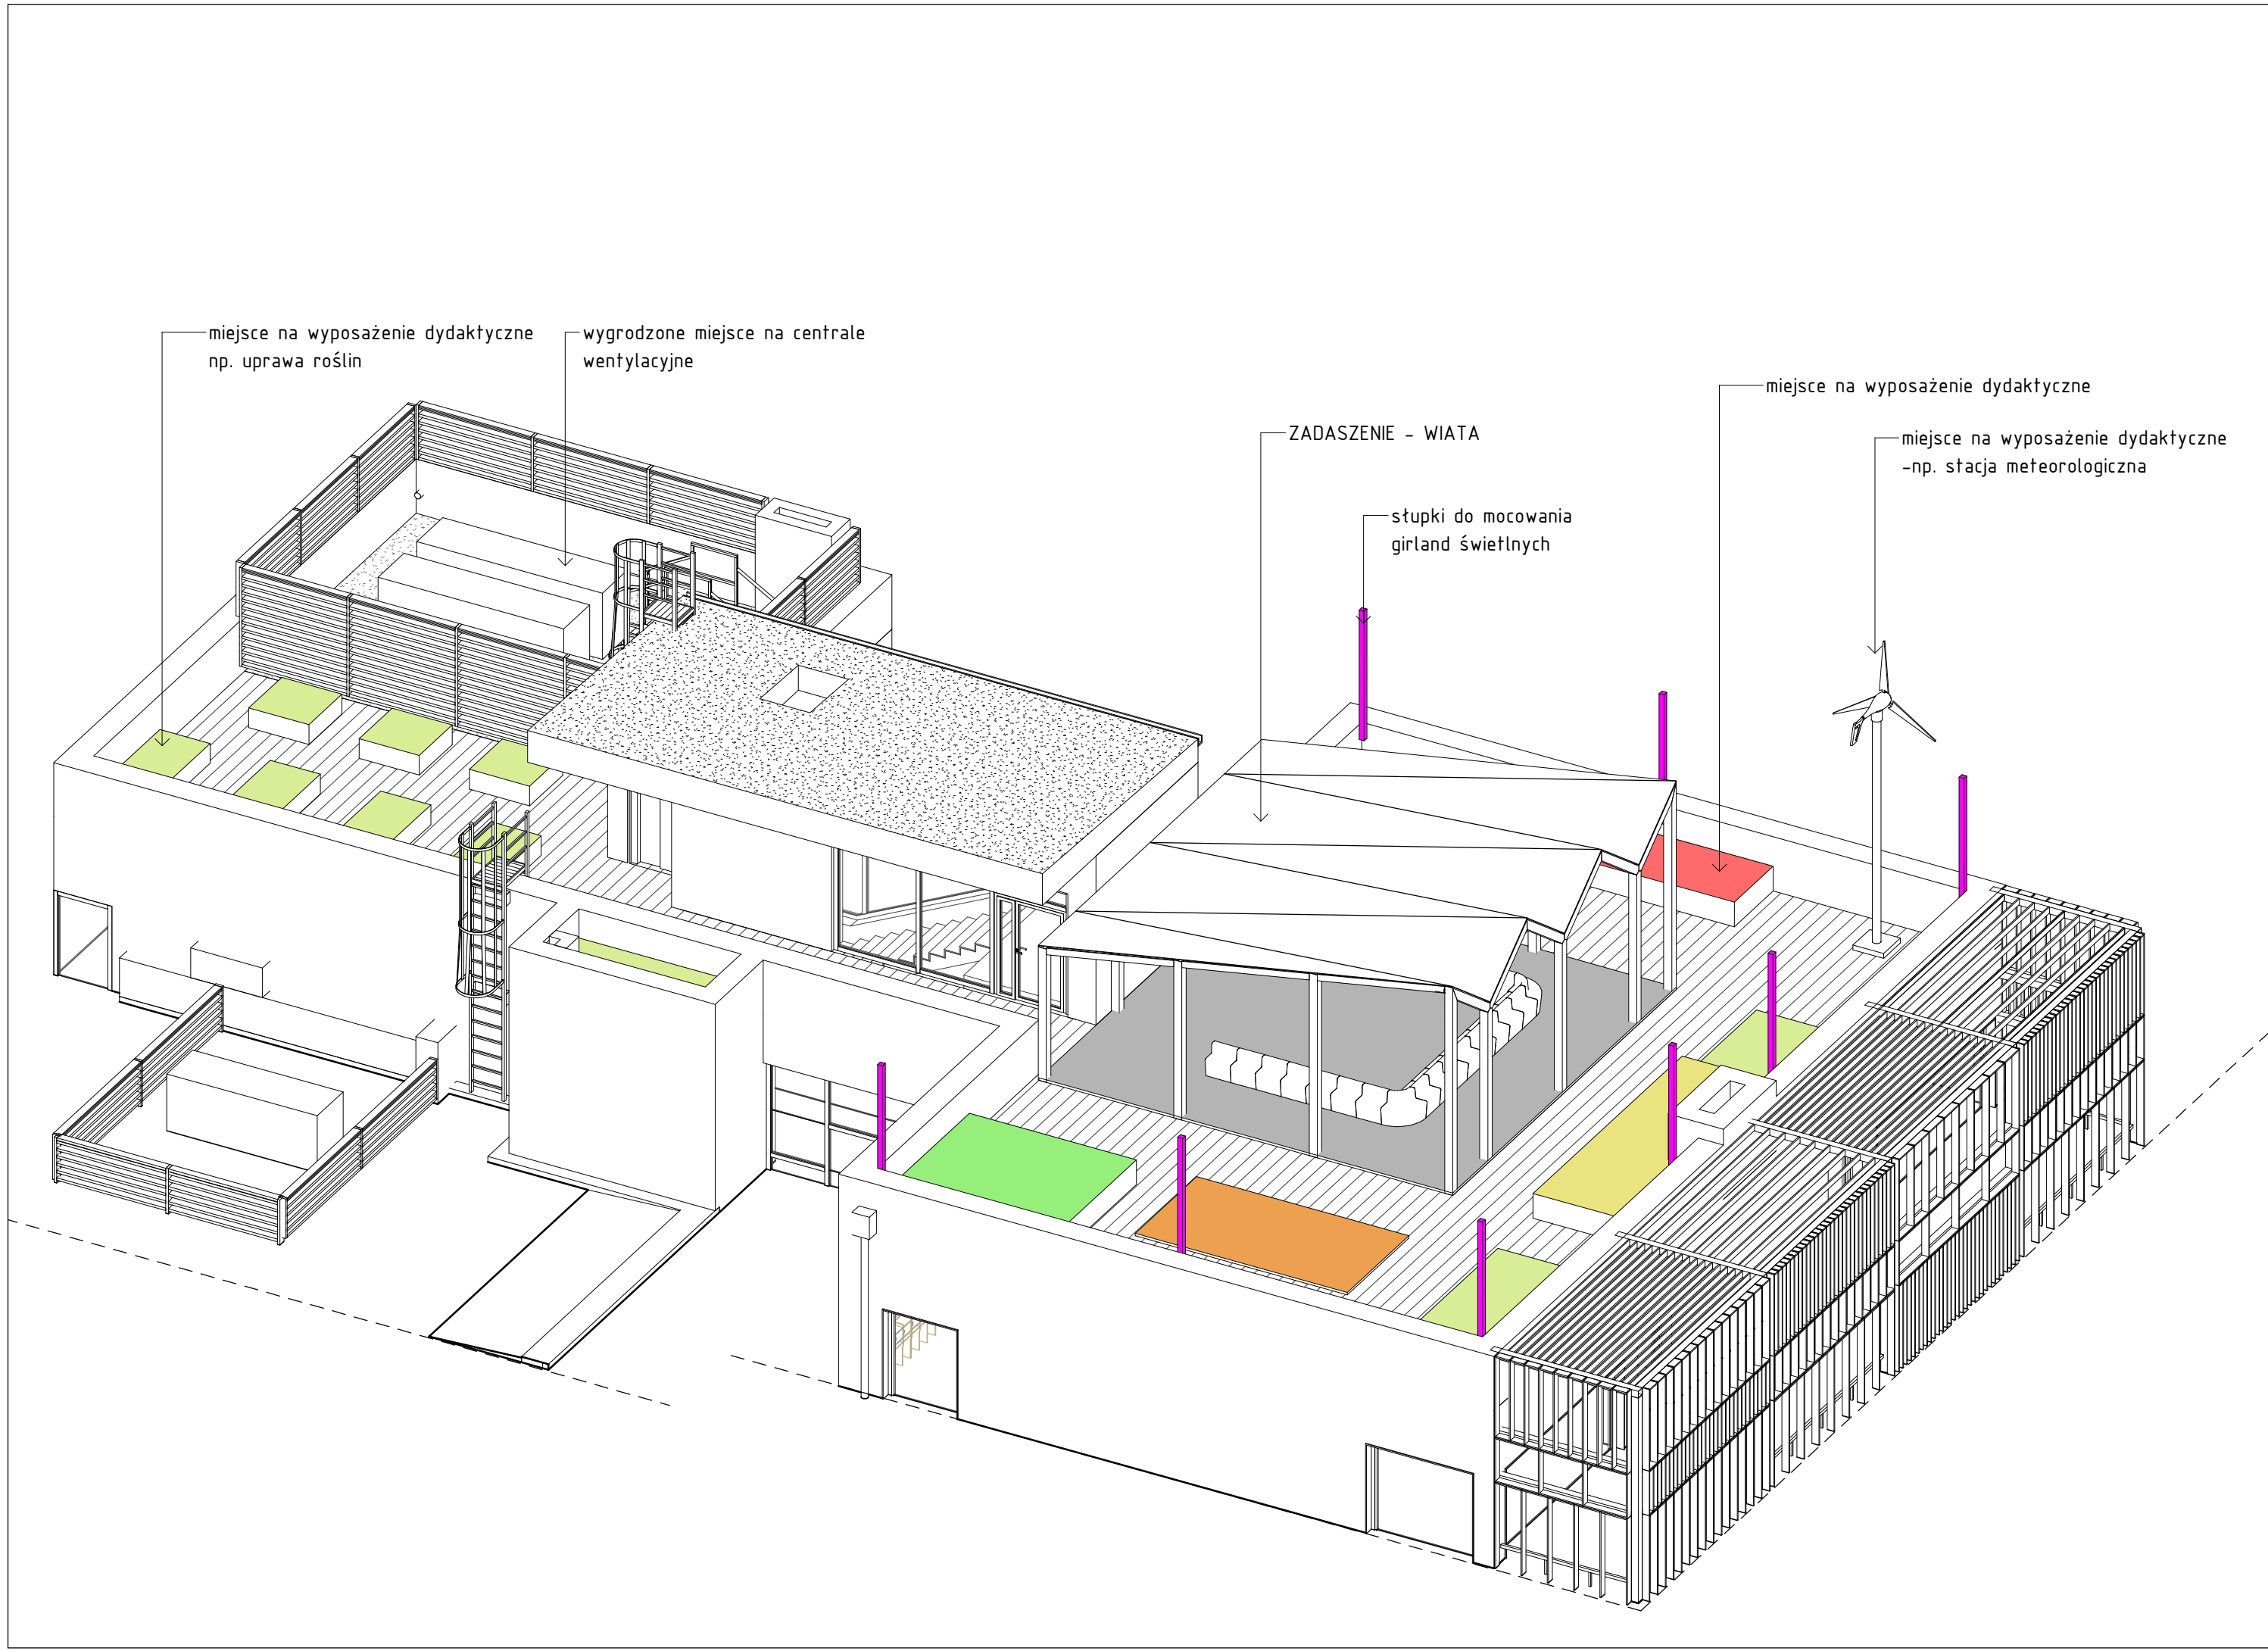 miejsce na wyposażenie dydaktyczne
np. uprawa roślin
wygrodzone miejsce na centrale
wentylacyjne
ZADASZENIE - WIATA
słupki do mocowania
girland świetlnych
miejsce na wyposażenie dydaktyczne
miejsce na wyposażenie dydaktyczne
-np. stacja meteorologiczna